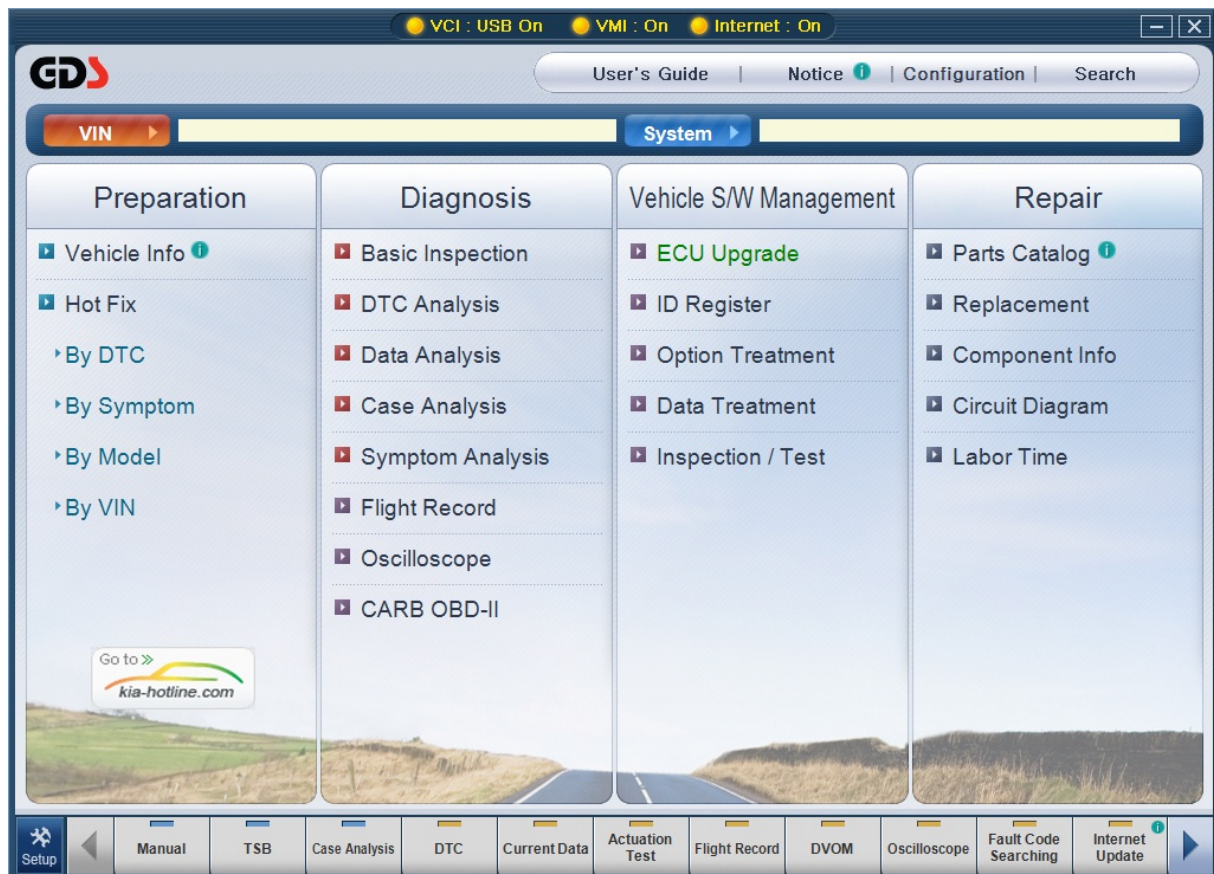 VCI : USB On VMI : On Internet : On
GDS
User's Guide | Notice | Configuration | Search
VIN System
Preparation
Vehicle Info
Hot Fix
By DTC
By Symptom
By Model
By VIN
Go to »
kia-hotline.com
Diagnosis
Basic Inspection
DTC Analysis
Data Analysis
Case Analysis
Symptom Analysis
Flight Record
Oscilloscope
CARB OBD-II
Vehicle S/W Management
ECU Upgrade
ID Register
Option Treatment
Data Treatment
Inspection / Test
Repair
Parts Catalog
Replacement
Component Info
Circuit Diagram
Labor Time
Setup
Manual
TSB
Case Analysis
DTC
Current Data
Actuation
Test
Flight Record
DVOM
Oscilloscope
Fault Code
Searching
Internet
Update